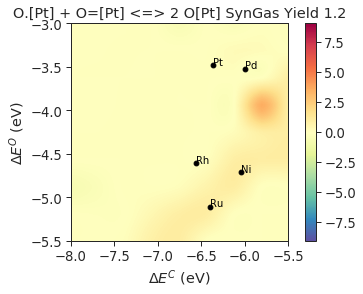 O.[Pt] + O=[Pt] <=> 2 O[Pt] SynGas Yield 1.2
−3.0
−3.5
−4.0
−4.5
−5.0
−5.5
ΔE^O (eV)
Pt
Pd
Rh
Ni
Ru
−8.0 −7.5 −7.0 −6.5 −6.0 −5.5
ΔE^C (eV)
7.5
5.0
2.5
0.0
−2.5
−5.0
−7.5